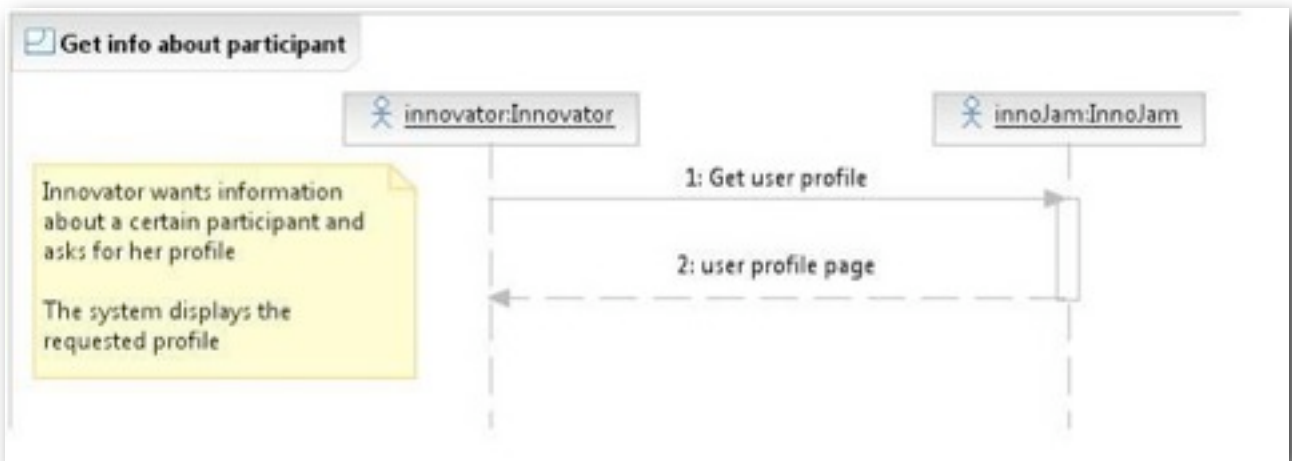 Get info about participant
innovator:Innovator
innoJam:InnoJam
Innovator wants information
about a certain participant and
asks for her profile
The system displays the
requested profile
1: Get user profile
2: user profile page